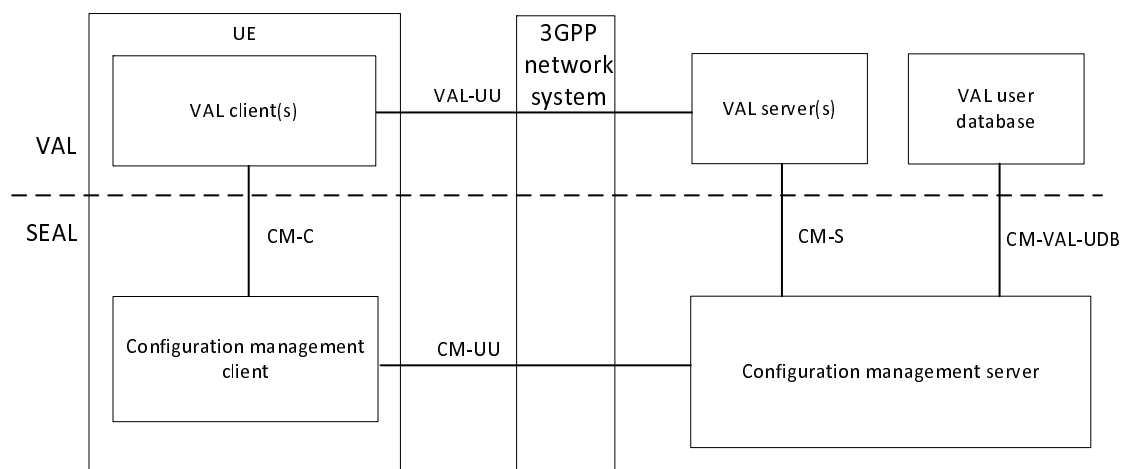 UE
3GPP
network
system
VAL client(s)
VAL-UU
VAL server(s)
VAL user
database
VAL
SEAL
CM-C
CM-S
CM-VAL-UDB
Configuration management
client
CM-UU
Configuration management server